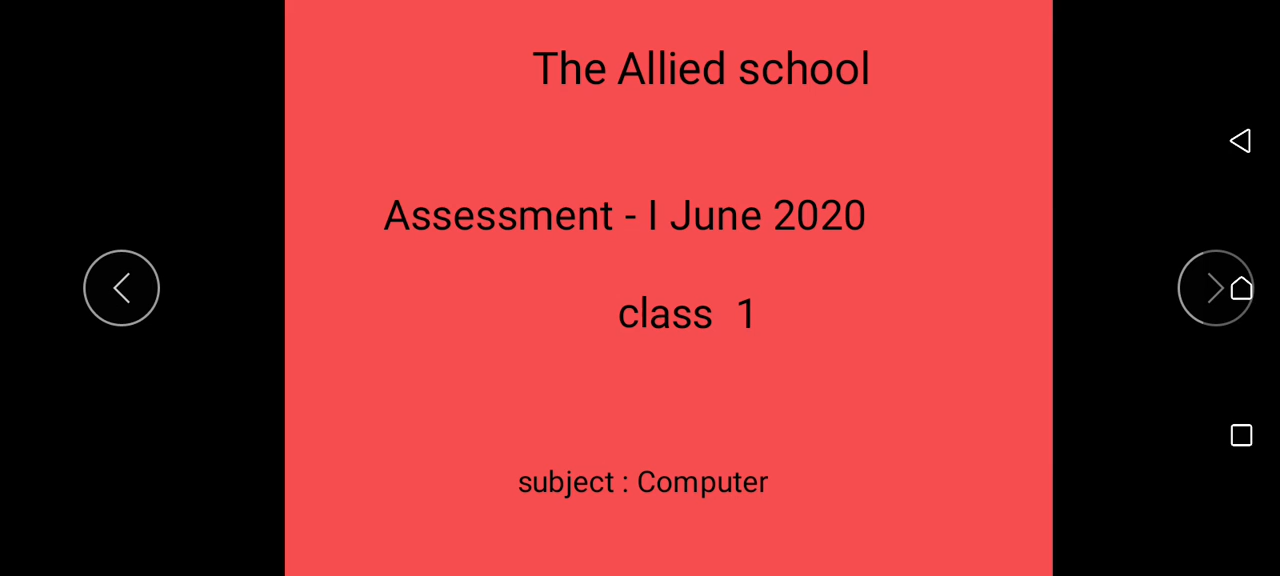 The Allied school
Assessment - I June 2020
class 1
subject : Computer